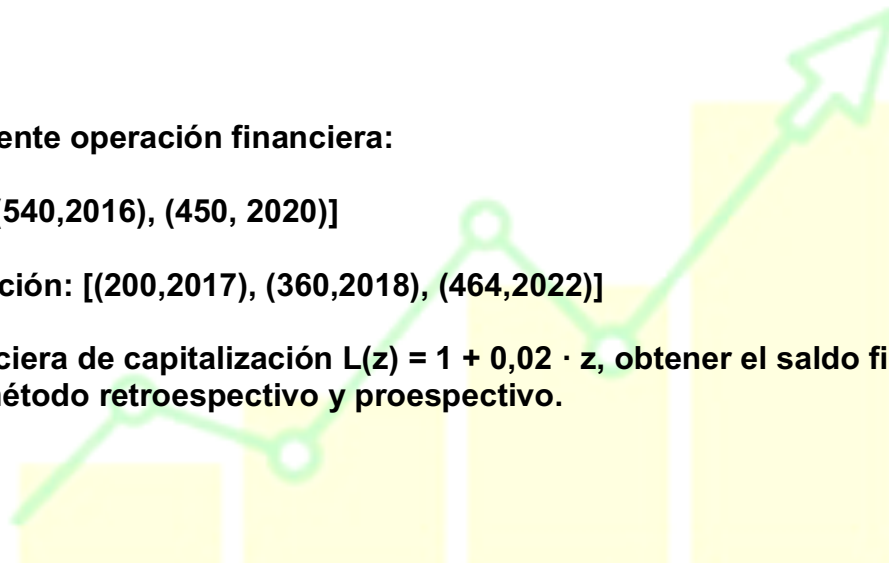 ente operación financiera:
(540,2016), (450, 2020)]
ción: [(200,2017), (360,2018), (464,2022)]
ciera de capitalización L(z) = 1 + 0,02 · z, obtener el saldo fi
nétodo retroespectivo y proespectivo.